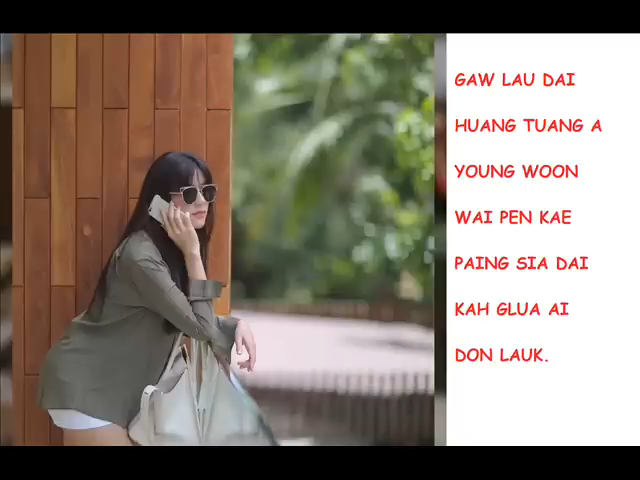 GAW LAU DAI
HUANG TUANG A
YOUNG WOON
WAI PEN KAE
PAING SIA DAI
KAH GLUA AI
DON LAUK.